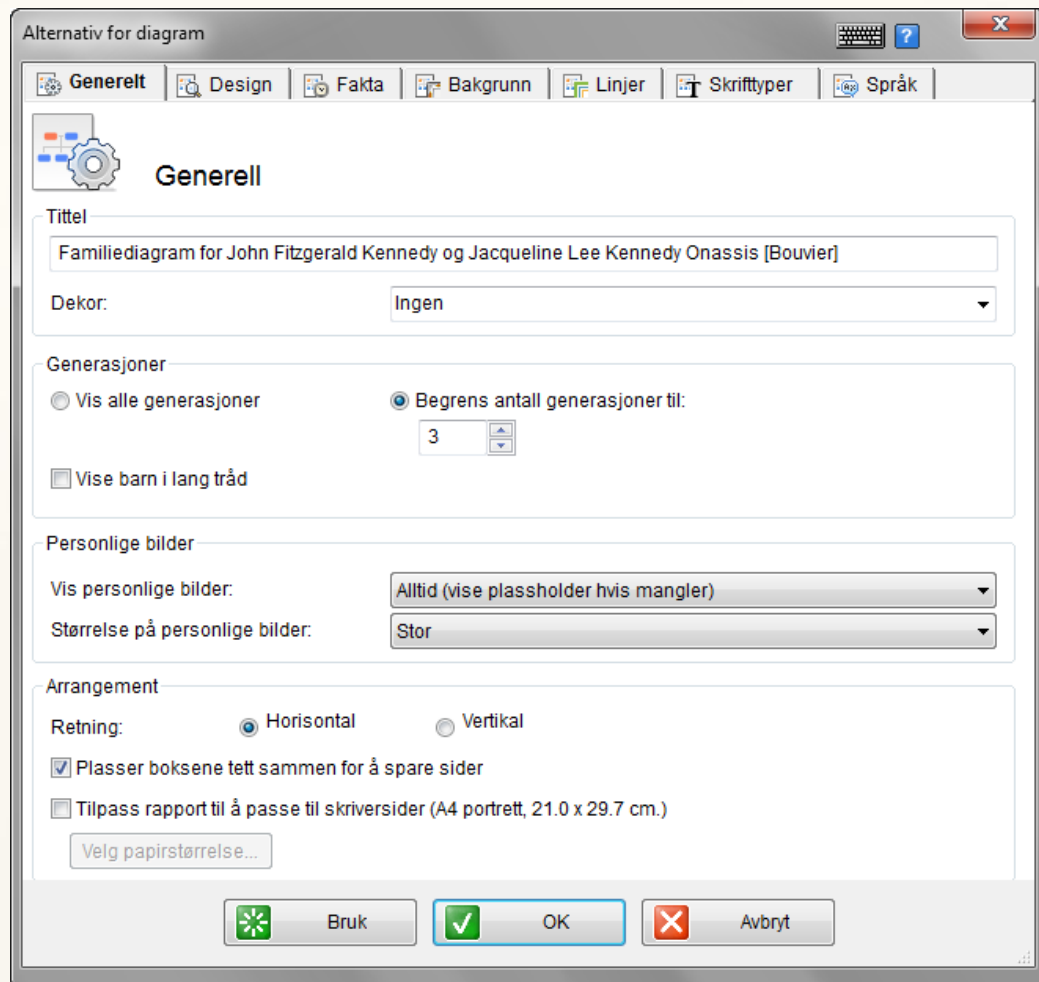 Alternativ for diagram
?
Generelt Design Fakta Bakgrunn Linjer Skrifttyper Språk
Generell
Tittel
Familiediagram for John Fitzgerald Kennedy og Jacqueline Lee Kennedy Onassis [Bouvier]
Dekor: Ingen
Generasjoner
Vis alle generasjoner Begrens antall generasjoner til:
3
Vise barn i lang tråd
Personlige bilder
Vis personlige bilder: Alltid (vise plassholder hvis mangler)
Størrelse på personlige bilder: Stor
Arrangement
Retning: Horisontal Vertikal
Plasser boksene tett sammen for å spare sider
Tilpass rapport til å passe til skriversider (A4 portrett, 21.0 x 29.7 cm.)
Velg papirstørrelse...
Bruk OK Avbryt